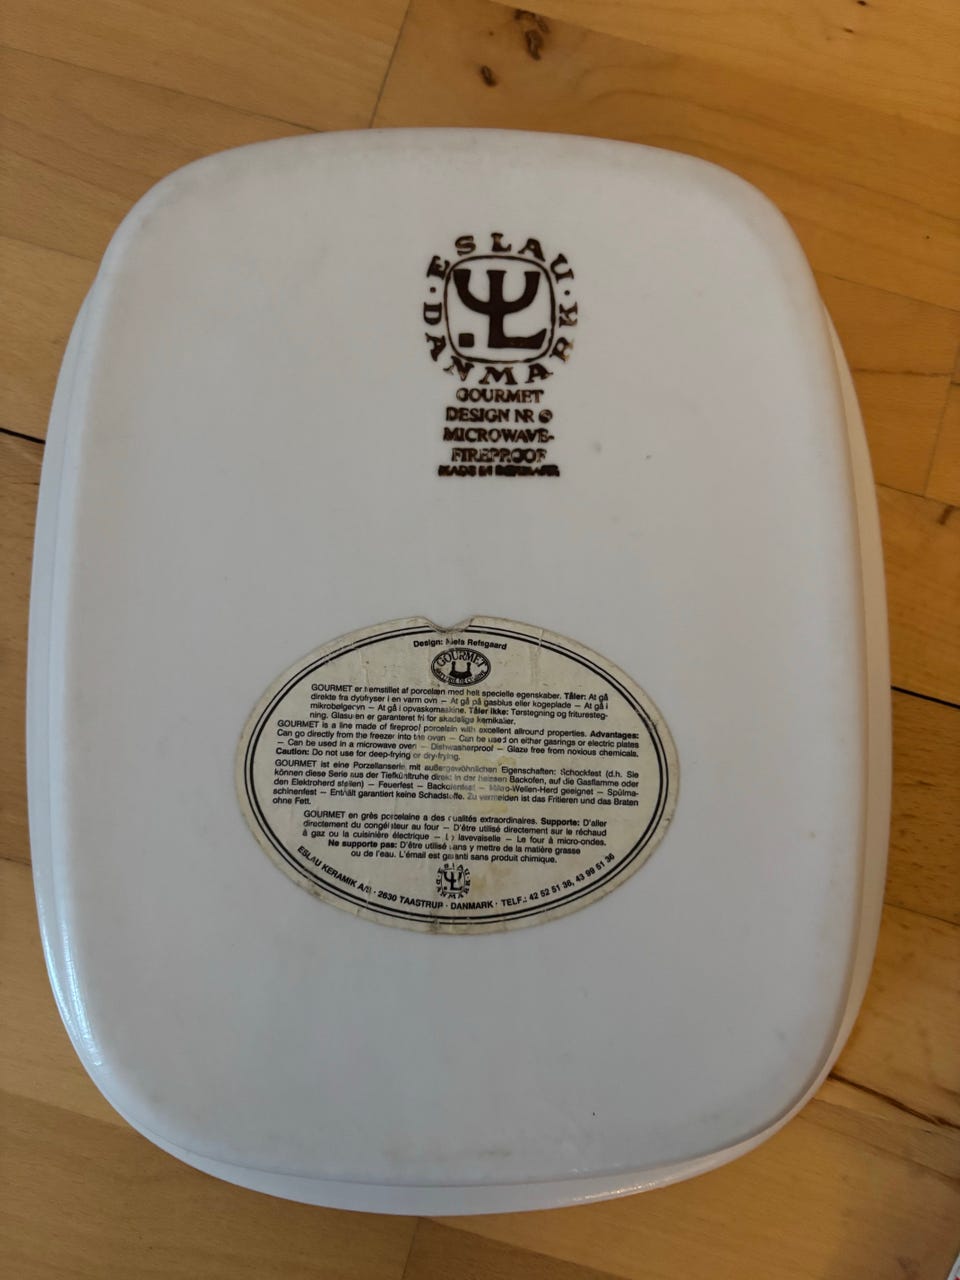 ESLAU
· DANMARK ·
GOURMET
DESIGN NR
MICROWAVE-
FIREPROOF
MADE IN DENMARK
Design: Niels Refsgaard
GOURMET
GOURMET er fremstillet af porcelæn med helt specielle egenskaber. Tåler: At gå
direkte fra dybfryser i en varm ovn – At gå på gasblus eller kogeplade – At gå i
mikrobølgeovn – At gå i opvaskemaskine. Tåler ikke: Tørstegning og friturestegning
ning. Glasuren er garanteret fri for skadelige kemikalier.
GOURMET is a line made of fireproof porcelain with excellent allround properties. Advantages:
Can go directly from the freezer into the oven – Can be used on either gasrings or electric plates
– Can be used in a microwave oven – Dishwasherproof – Glaze free from noxious chemicals.
Caution: Do not use for deep-frying or dry-frying.
GOURMET ist eine Porzellanserie mit außergewöhnlichen Eigenschaften: Schockfest (d.h. Sie
können diese Serie aus der Tiefkühltruhe direkt in den heissen Backofen, auf die Gasflamme oder
den Elektroherd stellen) – Feuerfest – Backofenfest – Mikro-Wellen-Herd geeignet – Spülma-
schinenfest – Enthält garantiert keine Schadstoffe. Zu vermeiden ist das Fritieren und das Braten
ohne Fett.
GOURMET en grès porcelaine a des qualités extraordinaires. Supporte: D'aller
directement du congélateur au four – D'être utilisé directement sur le réchaud
à gaz ou la cuisinière électrique – La lavevaiselle – Le four à micro-ondes.
Ne supporte pas: D'être utilisé sans y mettre de la matière grasse
ou de l'eau. L'émail est garanti sans produit chimique.
ESLAU
· DANMARK ·
ESLAU KERAMIK A/S · 2630 TAASTRUP · DANMARK · TELF.: 42 52 51 36, 43 99 51 36